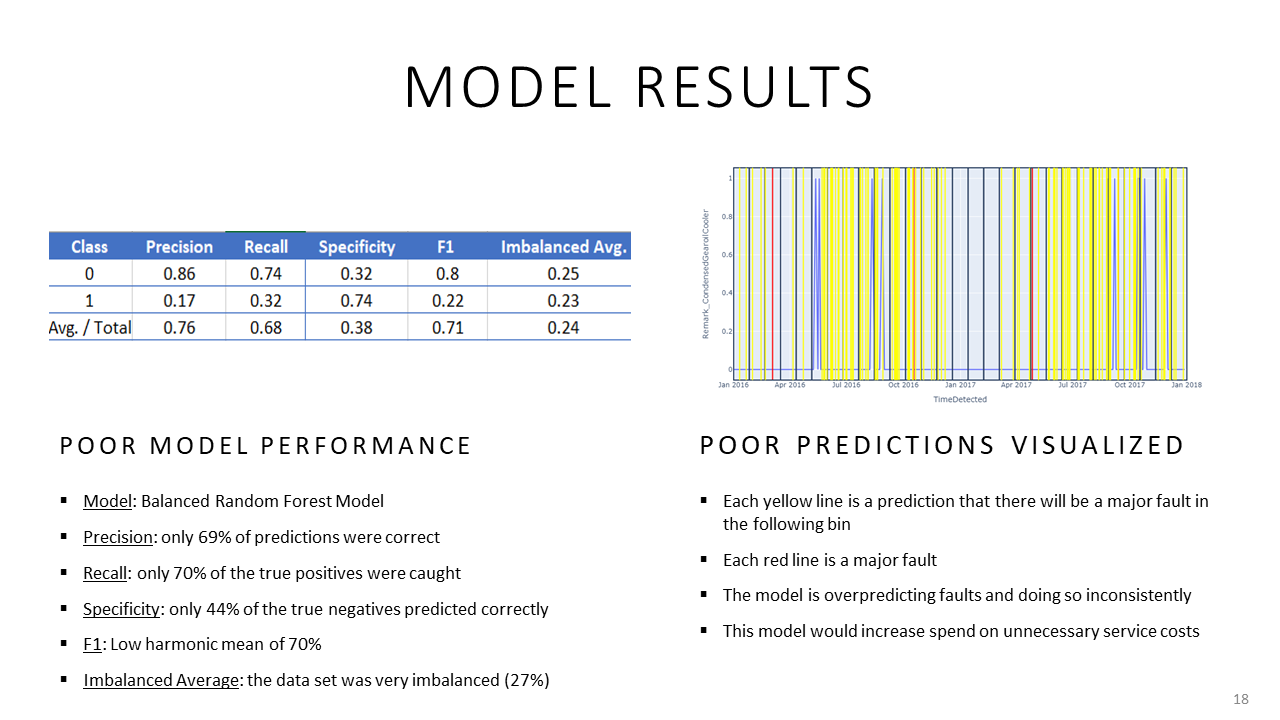 MODEL RESULTS
Class Precision Recall Specificity F1 Imbalanced Avg.
0 0.86 0.74 0.32 0.8 0.25
1 0.17 0.32 0.74 0.22 0.23
Avg. / Total 0.76 0.68 0.38 0.71 0.24
Remark_CondensedGearoilCooler
1
0.8
0.6
0.4
0.2
0
Jan 2016 Apr 2016 Jul 2016 Oct 2016 Jan 2017 Apr 2017 Jul 2017 Oct 2017 Jan 2018
TimeDetected
POOR MODEL PERFORMANCE
▪ Model: Balanced Random Forest Model
▪ Precision: only 69% of predictions were correct
▪ Recall: only 70% of the true positives were caught
▪ Specificity: only 44% of the true negatives predicted correctly
▪ F1: Low harmonic mean of 70%
▪ Imbalanced Average: the data set was very imbalanced (27%)
POOR PREDICTIONS VISUALIZED
▪ Each yellow line is a prediction that there will be a major fault in
the following bin
▪ Each red line is a major fault
▪ The model is overpredicting faults and doing so inconsistently
▪ This model would increase spend on unnecessary service costs
18